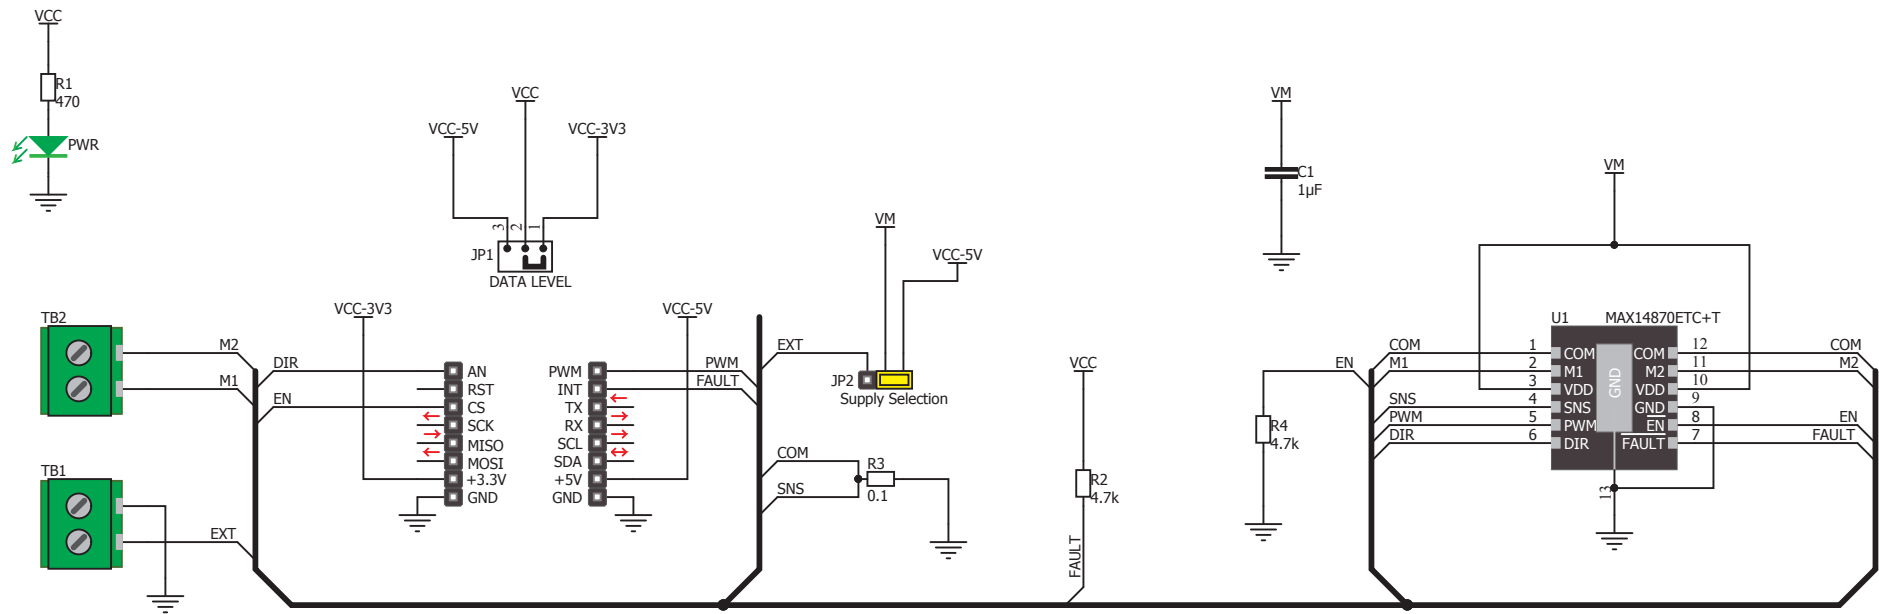 VCC
R1
470
PWR
VCC
VCC-5V
VCC-3V3
3
2
1
JP1
DATA LEVEL
VM
VCC-5V
VM
C1
1µF
VM
TB2
M2
M1
TB1
EXT
VCC-3V3
VCC-5V
DIR
EN
AN
RST
CS
SCK
MISO
MOSI
+3.3V
GND
PWM
INT
TX
RX
SCL
SDA
+5V
GND
PWM
FAULT
EXT
JP2
Supply Selection
COM
SNS
R3
0.1
VCC
R2
4.7k
FAULT
EN
R4
4.7k
U1
MAX14870ETC+T
COM
M1
SNS
PWM
DIR
1
2
3
4
5
6
COM
M1
VDD
SNS
PWM
DIR
GND
COM
M2
VDD
GND
EN
FAULT
12
11
10
9
8
7
13
COM
M2
EN
FAULT